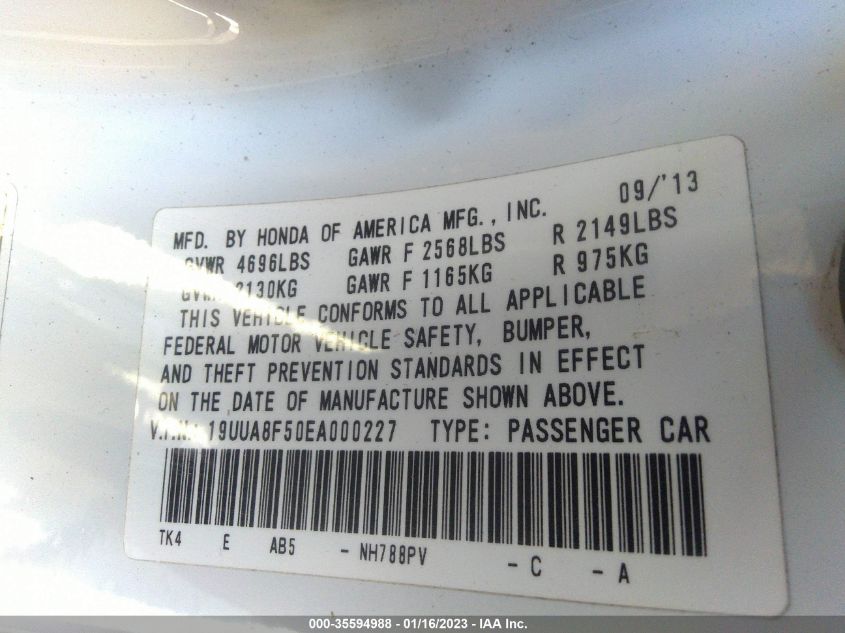 09/'13
MFD. BY HONDA OF AMERICA MFG., INC.
GVWR 4696LBS GAWR F 2568LBS R 2149LBS
GVWR 2130KG GAWR F 1165KG R 975KG
THIS VEHICLE CONFORMS TO ALL APPLICABLE
FEDERAL MOTOR VEHICLE SAFETY, BUMPER,
AND THEFT PREVENTION STANDARDS IN EFFECT
ON THE DATE OF MANUFACTURE SHOWN ABOVE.
V.I.N.: 19UUA8F50EA000227 TYPE: PASSENGER CAR
TK4 E AB5 - NH788PV - C - A
000-35594988 - 01/16/2023 - IAA Inc.